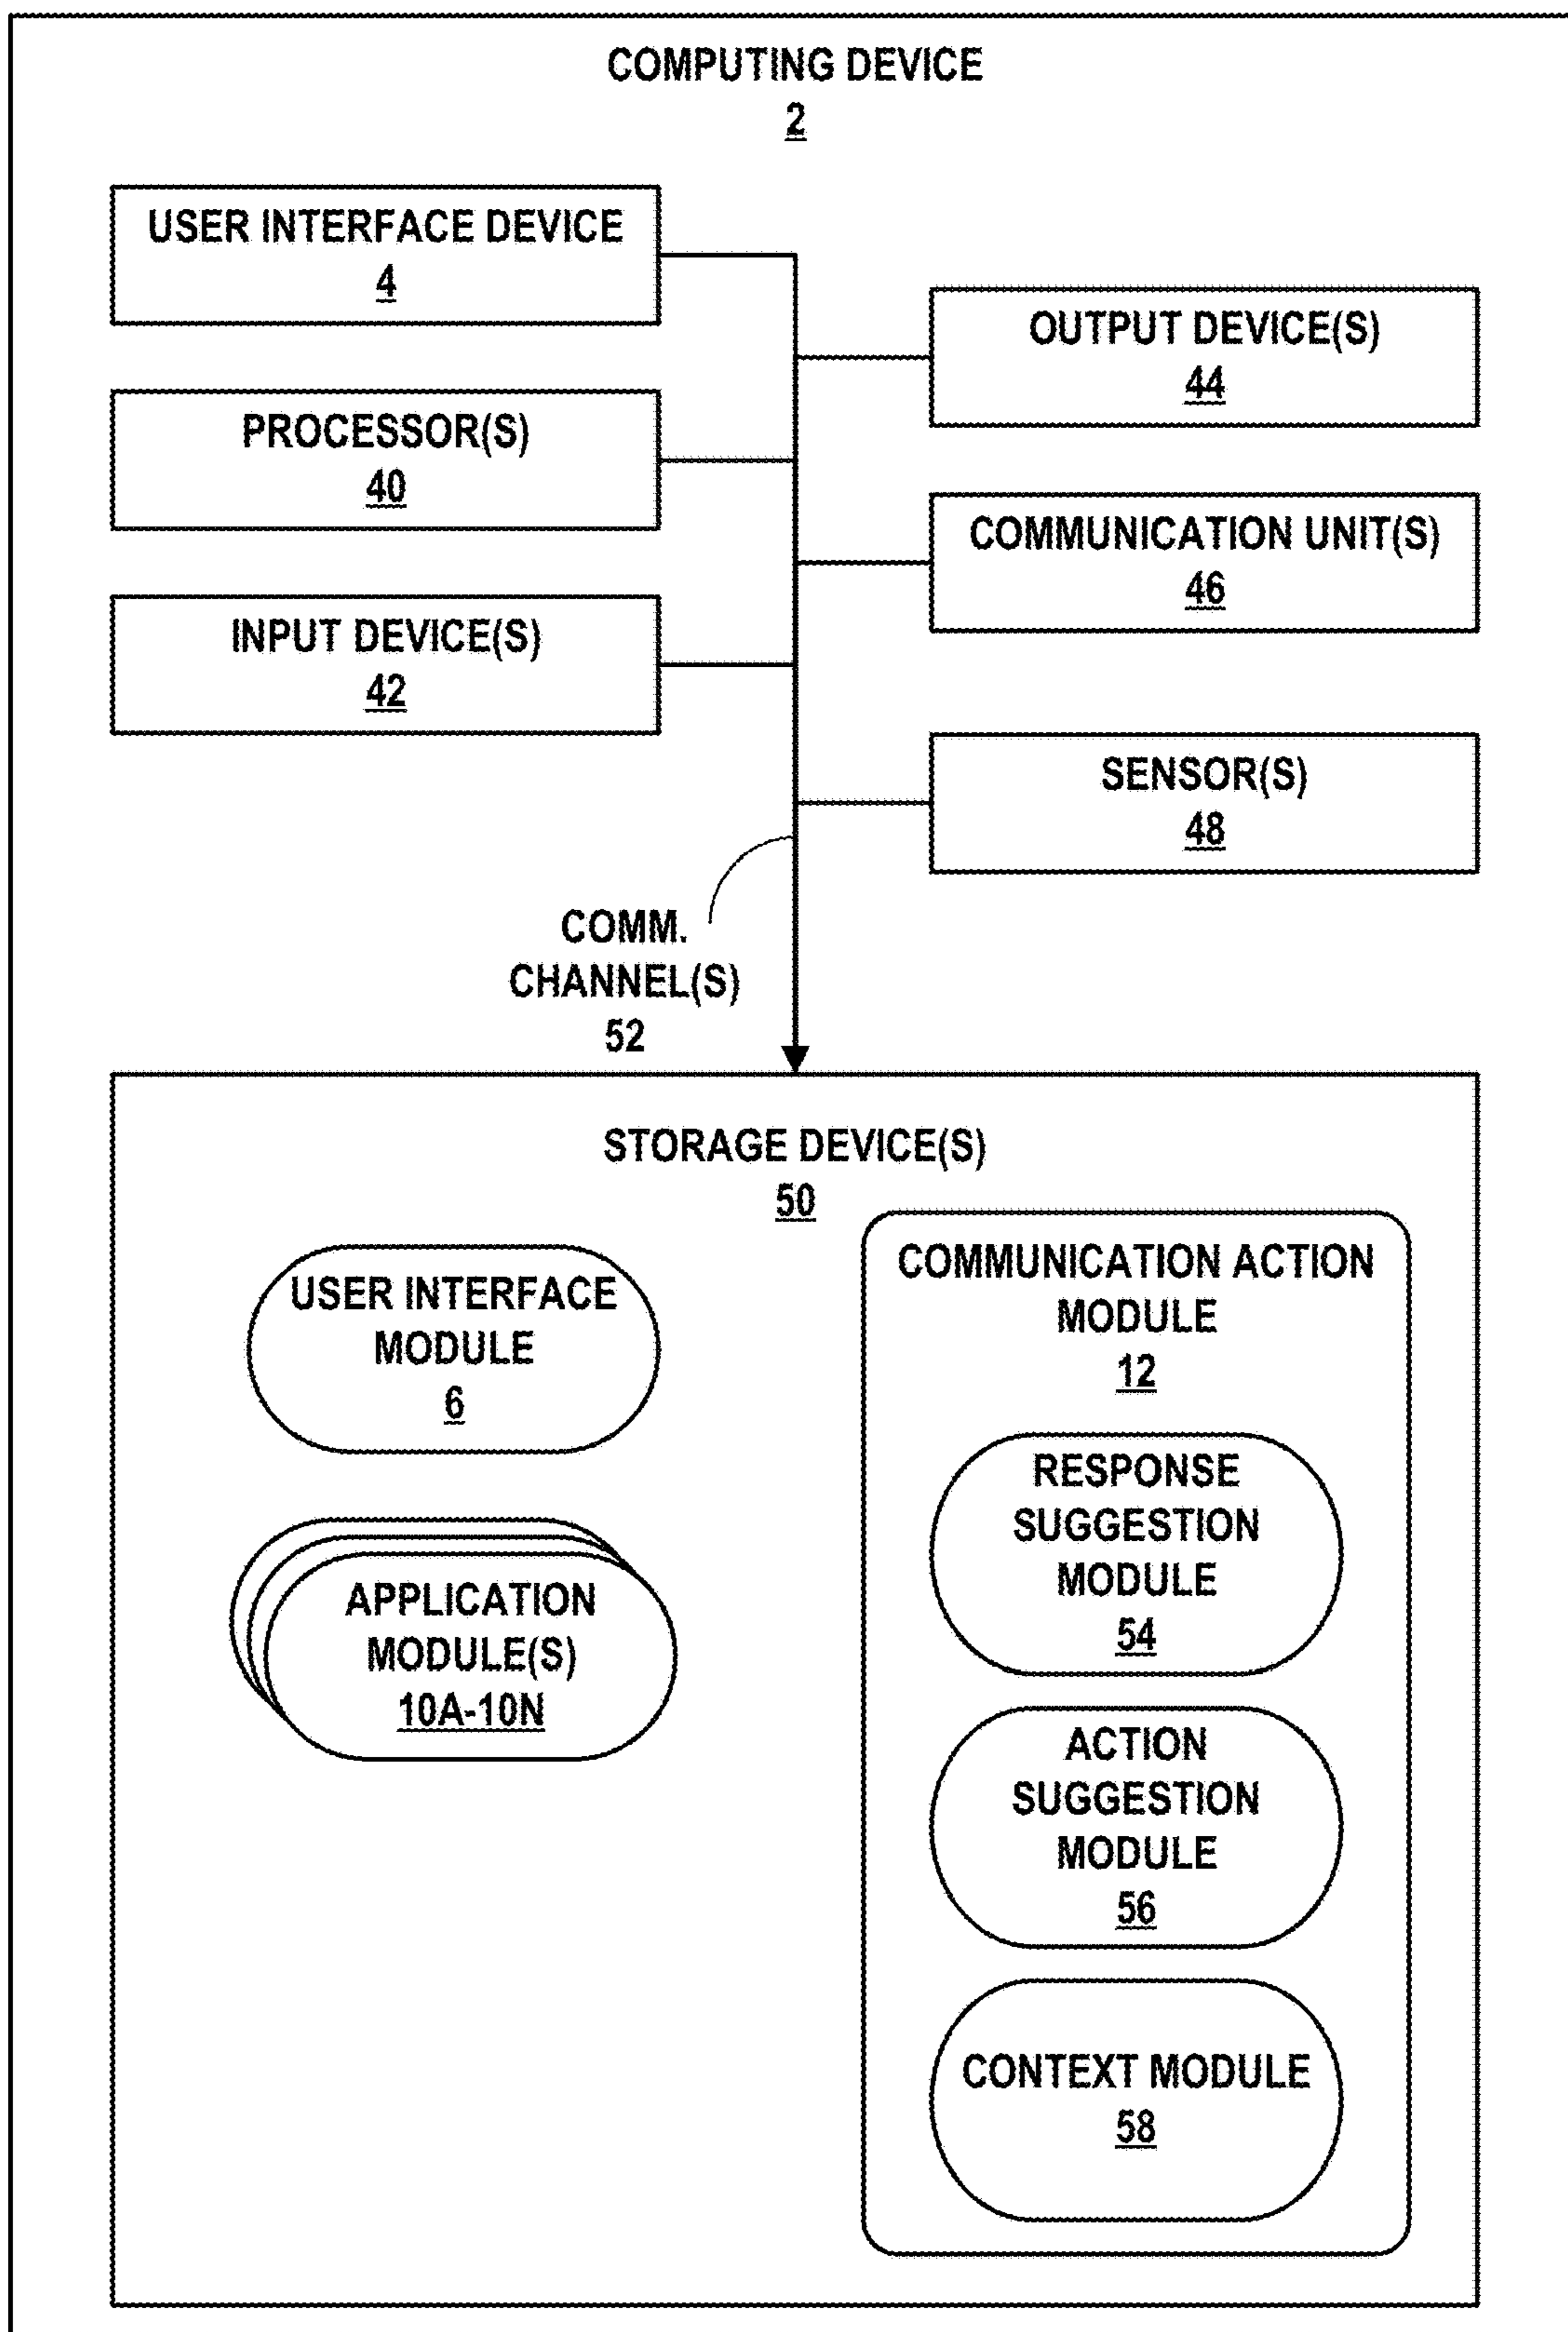 COMPUTING DEVICE
2
USER INTERFACE DEVICE
4
OUTPUT DEVICE(S)
44
PROCESSOR(S)
40
COMMUNICATION UNIT(S)
46
INPUT DEVICE(S)
42
SENSOR(S)
48
COMM.
CHANNEL(S)
52
STORAGE DEVICE(S)
50
USER INTERFACE
MODULE
6
APPLICATION
MODULE(S)
10A-10N
COMMUNICATION ACTION
MODULE
12
RESPONSE
SUGGESTION
MODULE
54
ACTION
SUGGESTION
MODULE
56
CONTEXT MODULE
58